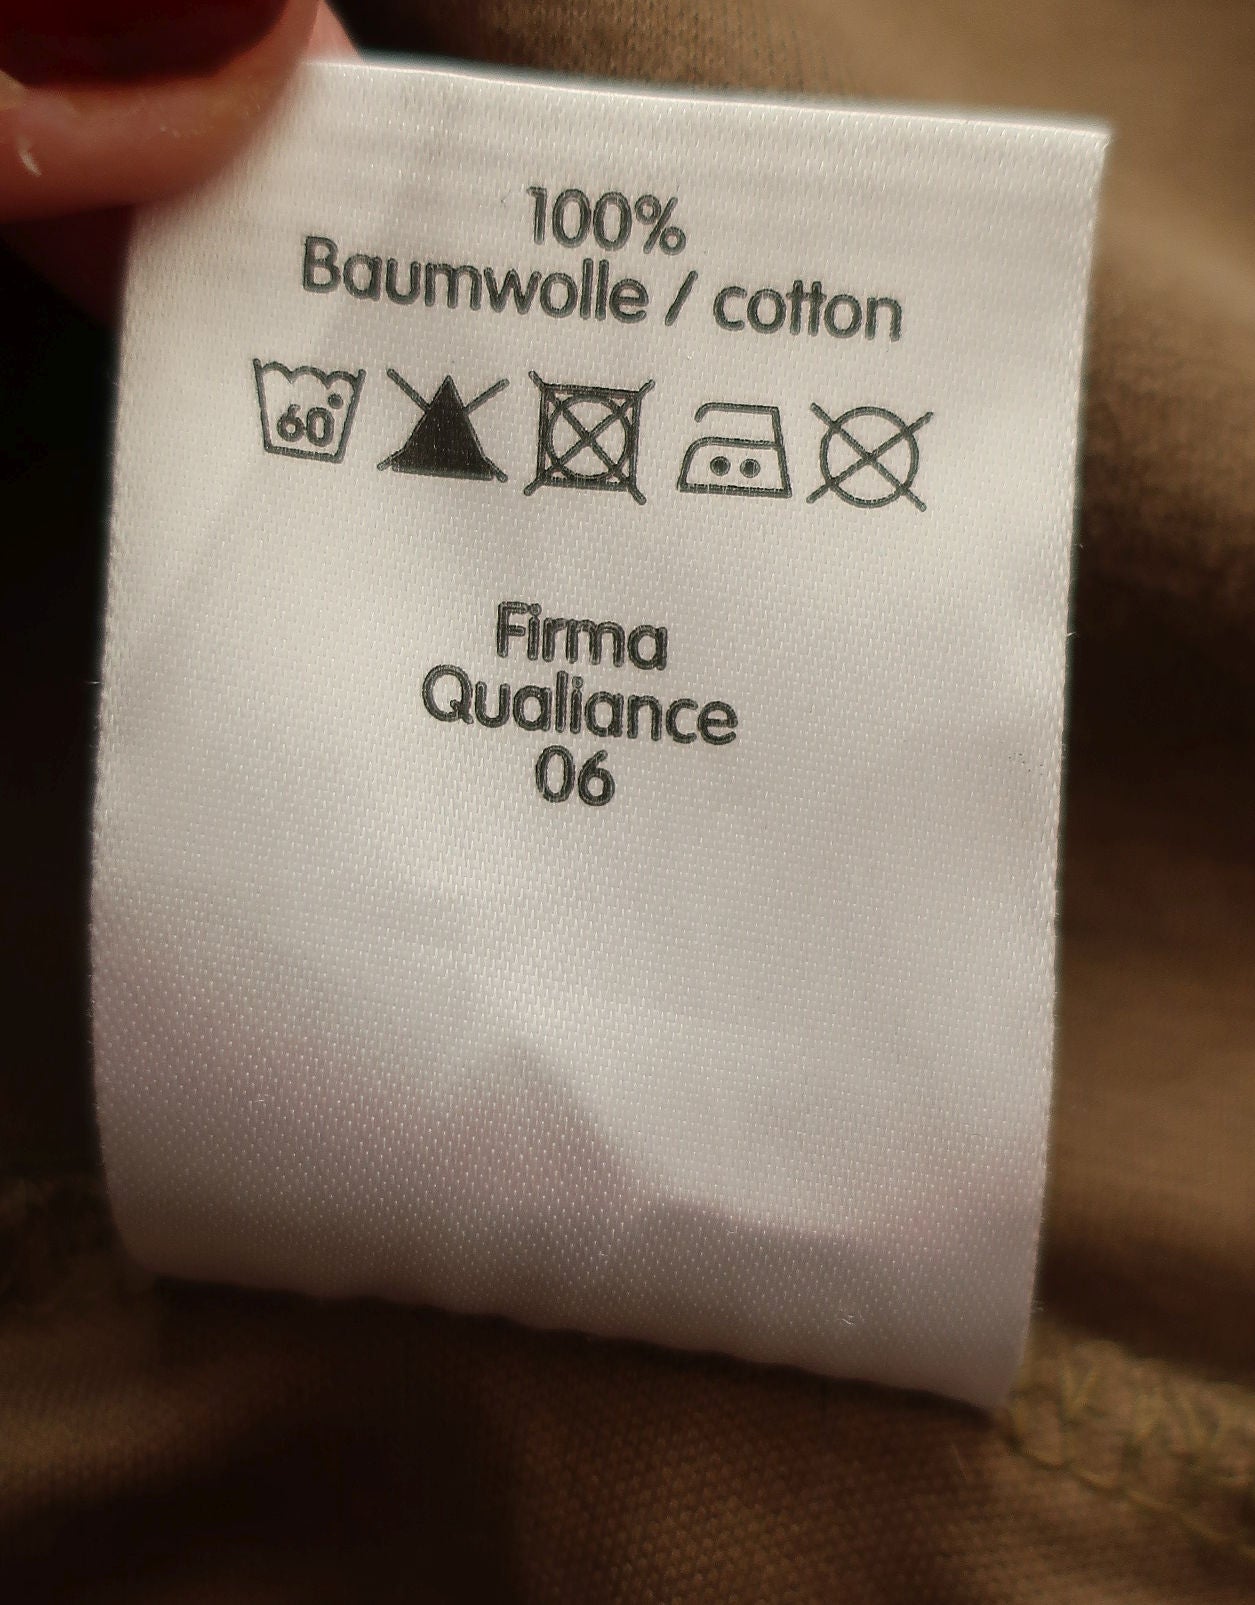 100%
Baumwolle / cotton
60°
Firma
Qualiance
06